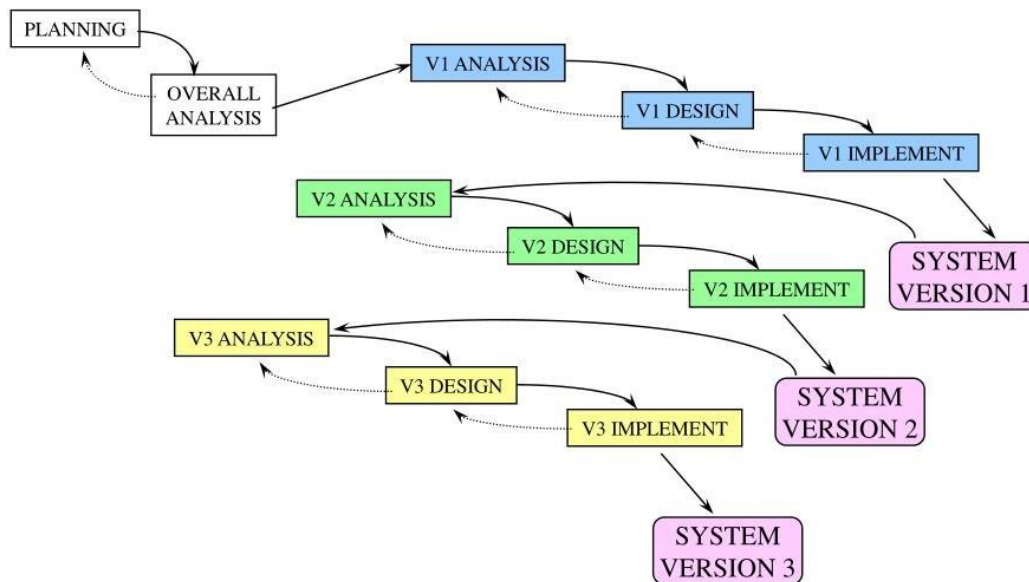 PLANNING
OVERALL
ANALYSIS
V1 ANALYSIS
V1 DESIGN
V1 IMPLEMENT
SYSTEM
VERSION 1
V2 ANALYSIS
V2 DESIGN
V2 IMPLEMENT
SYSTEM
VERSION 2
V3 ANALYSIS
V3 DESIGN
V3 IMPLEMENT
SYSTEM
VERSION 3